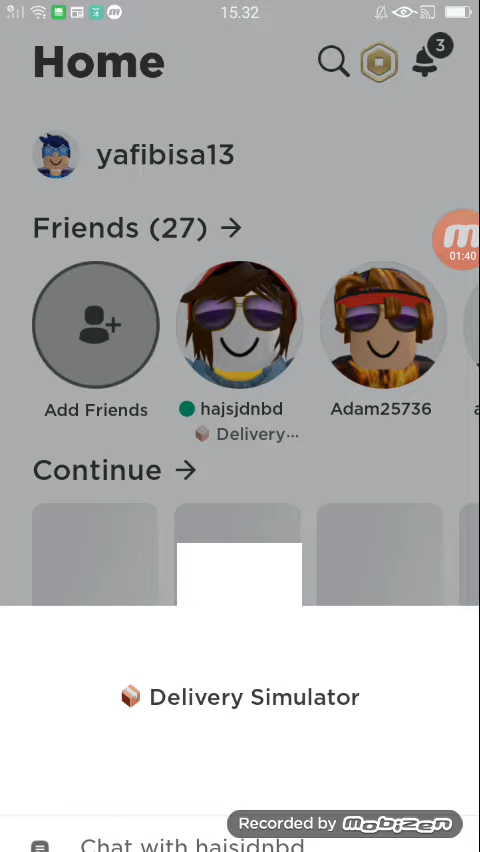 15.32
Home
3
yafibisa13
01:40
Friends (27) →
Add Friends
hajsjdnbd
Adam25736
Delivery...
Continue →
Delivery Simulator
Recorded by mobizen
Chat with hajsjdnbd